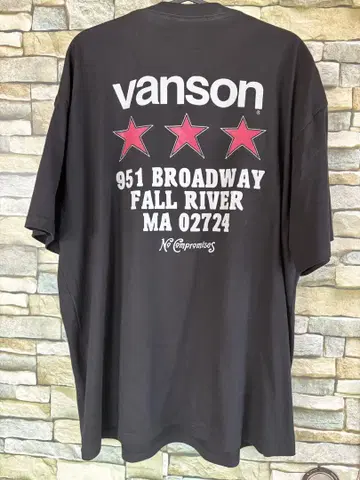 vanson®
951 BROADWAY
FALL RIVER
MA 02724
No Compromises